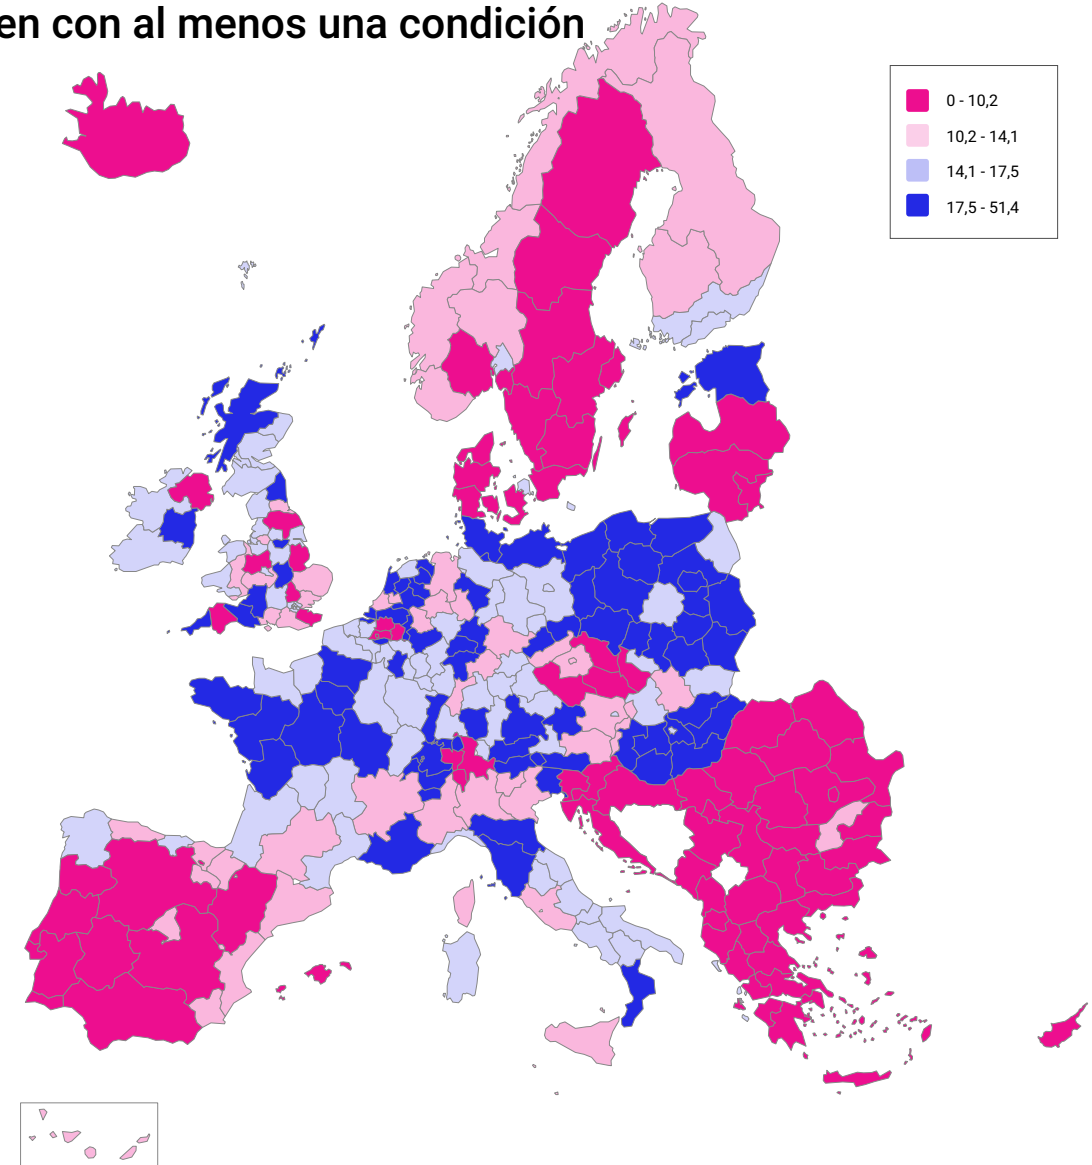 en con al menos una condición
0 - 10,2
10,2 - 14,1
14,1 - 17,5
17,5 - 51,4